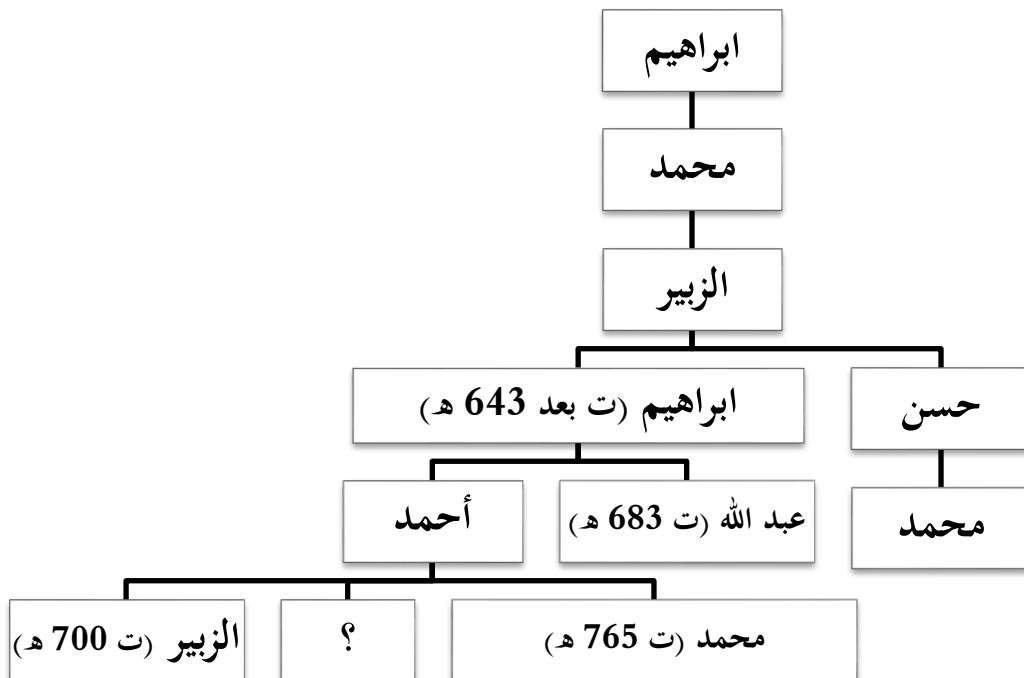 ابراهيم
محمد
الزبير
حسن
ابراهيم (ت بعد 643 هـ)
محمد
عبد الله (ت 683 هـ)
أحمد
محمد (ت 765 هـ)
؟
الزبير (ت 700 هـ)